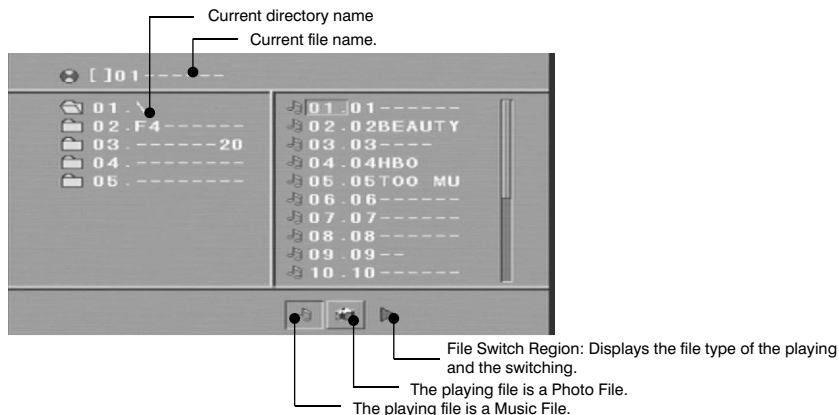 Current directory name
Current file name.
[ ]01-------
01.\
02.F4-------
03.-------20
04.---------
05.---------
01.01------
02.02BEAUTY
03.03----
04.04HBO
05.05TOO MU
06.06------
07.07------
08.08------
09.09--
10.10------
File Switch Region: Displays the file type of the playing
and the switching.
The playing file is a Photo File.
The playing file is a Music File.